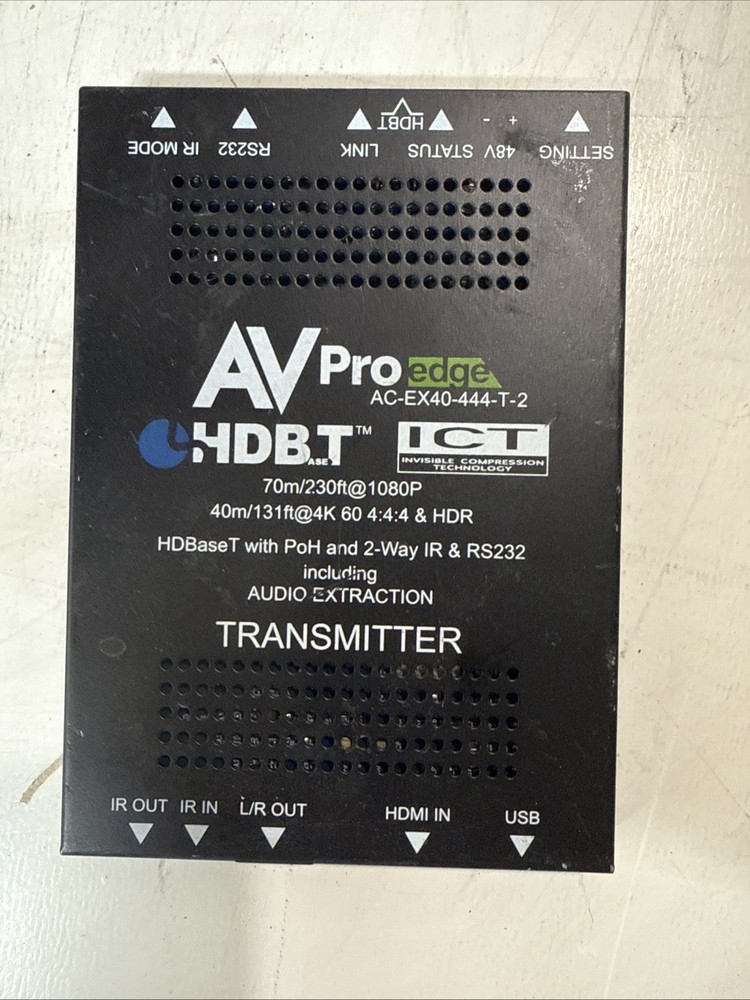 IR MODE RS232 LINK STATUS 48V SETTING
HDBT - +
AV Pro edge
AC-EX40-444-T-2
HDBaseT™ ICT
INVISIBLE COMPRESSION
TECHNOLOGY
70m/230ft@1080P
40m/131ft@4K 60 4:4:4 & HDR
HDBaseT with PoH and 2-Way IR & RS232
including
AUDIO EXTRACTION
TRANSMITTER
IR OUT IR IN L/R OUT HDMI IN USB